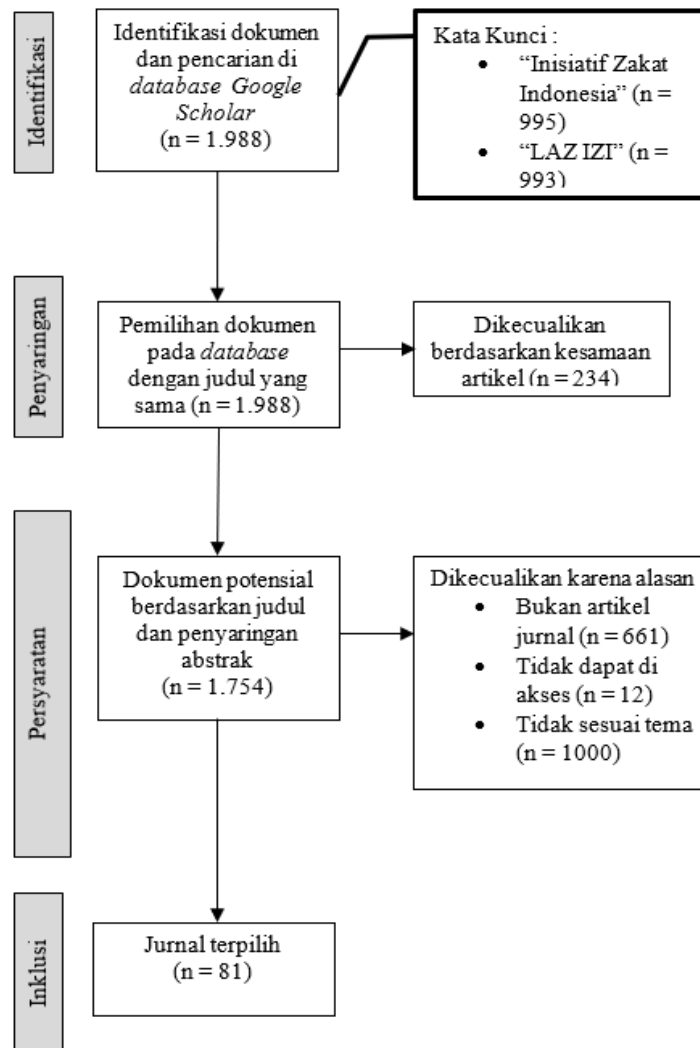 Identifikasi
Identifikasi dokumen
dan pencarian di
database Google
Scholar
(n = 1.988)
Kata Kunci :
• “Inisiatif Zakat
Indonesia” (n =
995)
• “LAZ IZI” (n =
993)
Penyaringan
Pemilihan dokumen
pada database
dengan judul yang
sama (n = 1.988)
Dikecualikan
berdasarkan kesamaan
artikel (n = 234)
Persyaratan
Dokumen potensial
berdasarkan judul
dan penyaringan
abstrak
(n = 1.754)
Dikecualikan karena alasan
• Bukan artikel
jurnal (n = 661)
• Tidak dapat di
akses (n = 12)
• Tidak sesuai tema
(n = 1000)
Inklusi
Jurnal terpilih
(n = 81)